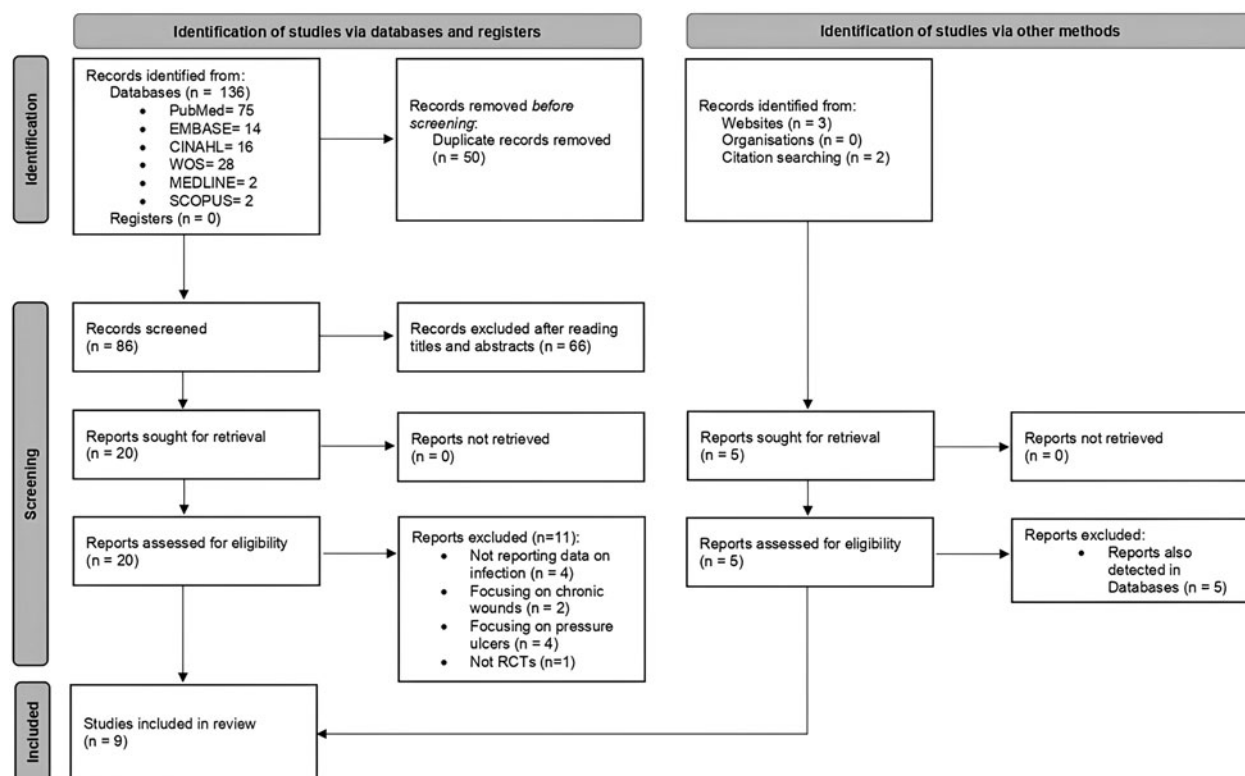 Identification of studies via databases and registers
Identification of studies via other methods
Identification
Records identified from:
Databases (n = 136)
• PubMed= 75
• EMBASE= 14
• CINAHL= 16
• WOS= 28
• MEDLINE= 2
• SCOPUS= 2
Registers (n = 0)
Records removed before
screening:
Duplicate records removed
(n = 50)
Records identified from:
Websites (n = 3)
Organisations (n = 0)
Citation searching (n = 2)
Screening
Records screened
(n = 86)
Records excluded after reading
titles and abstracts (n = 66)
Reports sought for retrieval
(n = 20)
Reports not retrieved
(n = 0)
Reports sought for retrieval
(n = 5)
Reports not retrieved
(n = 0)
Reports assessed for eligibility
(n = 20)
Reports excluded (n=11):
• Not reporting data on
infection (n = 4)
• Focusing on chronic
wounds (n = 2)
• Focusing on pressure
ulcers (n = 4)
• Not RCTs (n=1)
Reports assessed for eligibility
(n = 5)
Reports excluded:
• Reports also
detected in
Databases (n = 5)
Included
Studies included in review
(n = 9)